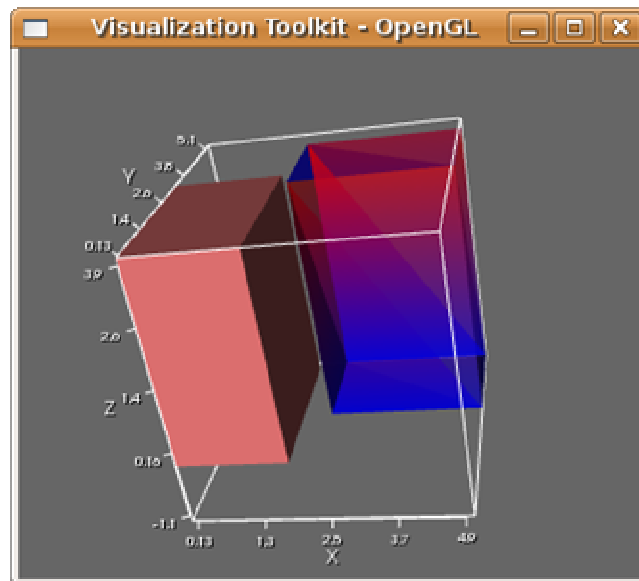 Visualization Toolkit - OpenGL
5.1
Y
3.8
2.6
1.4
0.13
3.9
2.6
Z 1.4
0.16
-1.1
0.13 1.3 2.5 3.7 4.9
X